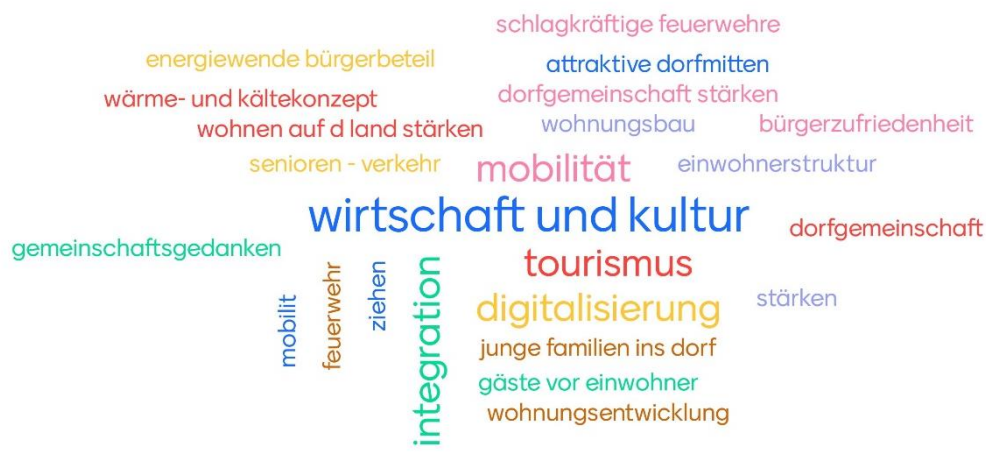 schlagkräftige feuerwehre
energiewende bürgerbeteil
attraktive dorfmitten
wärme- und kältekonzept
dorfgemeinschaft stärken
wohnen auf d land stärken
wohnungsbau
bürgerzufriedenheit
senioren - verkehr
mobilität
einwohnerstruktur
wirtschaft und kultur
dorfgemeinschaft
gemeinschaftsgedanken
tourismus
mobilit
feuerwehr
ziehen
integration
digitalisierung
stärken
junge familien ins dorf
gäste vor einwohner
wohnungsentwicklung